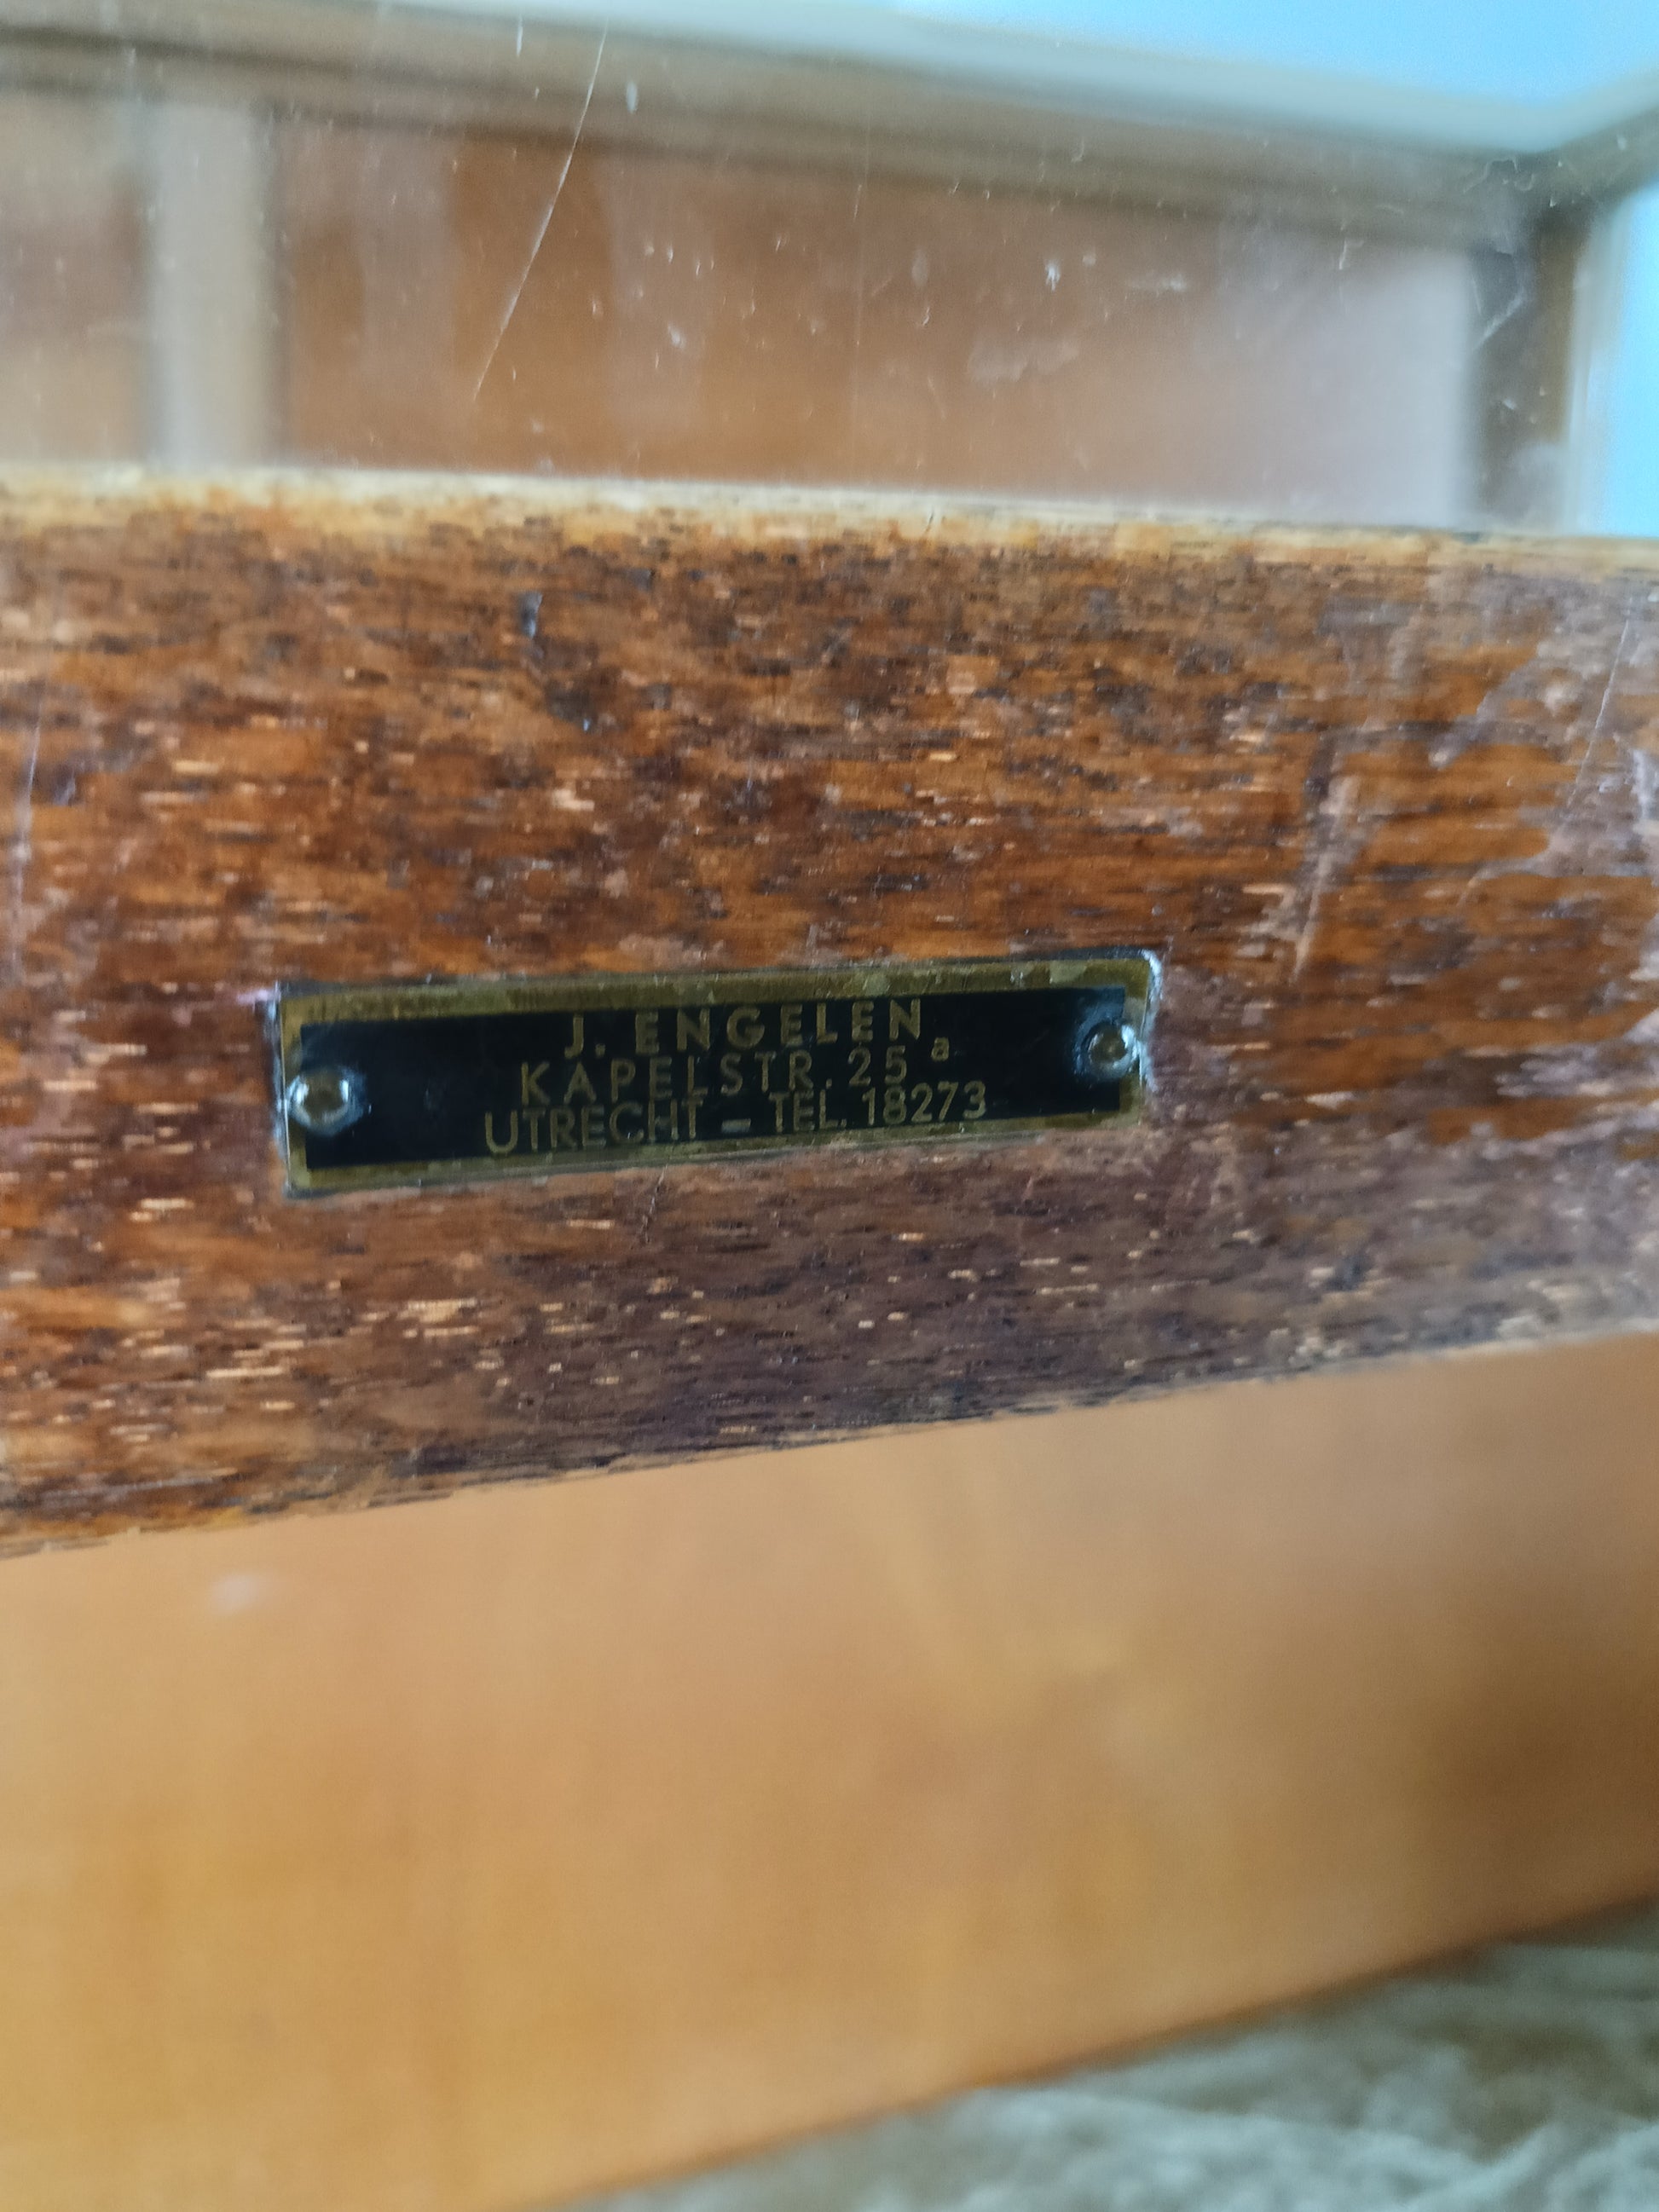 J. ENGELEN
KAPELSTR. 25 a
UTRECHT – TEL. 18273